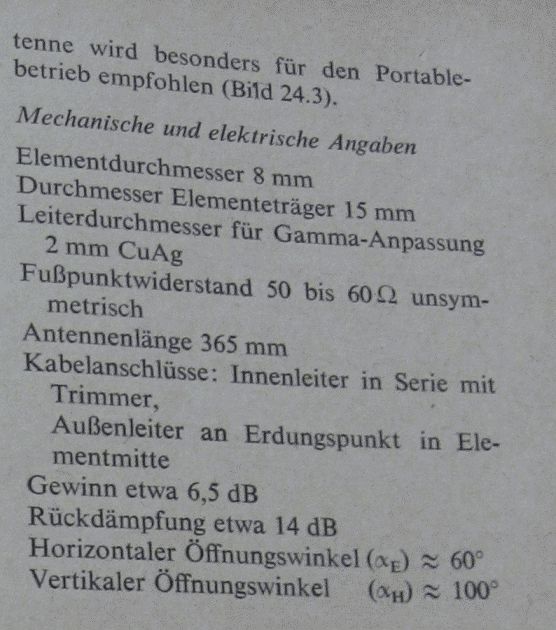 tenne wird besonders für den Portable-
betrieb empfohlen (Bild 24.3).
Mechanische und elektrische Angaben
Elementdurchmesser 8 mm
Durchmesser Elementeträger 15 mm
Leiterdurchmesser für Gamma-Anpassung
2 mm CuAg
Fußpunktwiderstand 50 bis 60 Ω unsym-
metrisch
Antennenlänge 365 mm
Kabelanschlüsse: Innenleiter in Serie mit
Trimmer,
Außenleiter an Erdungspunkt in Ele-
mentmitte
Gewinn etwa 6,5 dB
Rückdämpfung etwa 14 dB
Horizontaler Öffnungswinkel (α_E) ≈ 60°
Vertikaler Öffnungswinkel (α_H) ≈ 100°